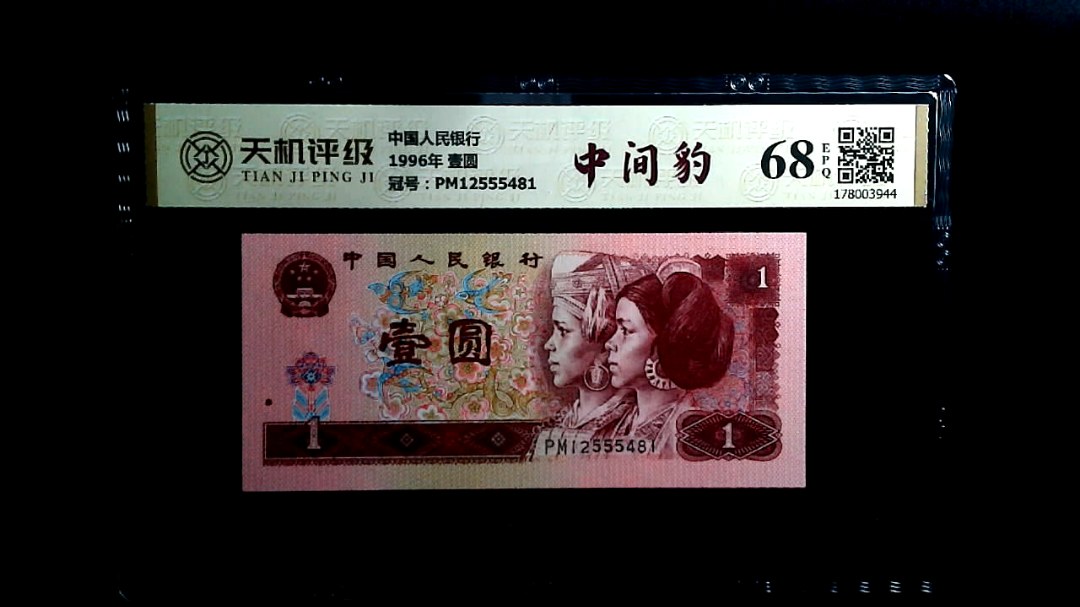 天机评级
TIAN JI PING JI
中国人民银行
1996年 壹圆
冠号：PM12555481
中间豹
68
EPQ
178003944
中国人民银行
1
壹圆
1
PM12555481
1